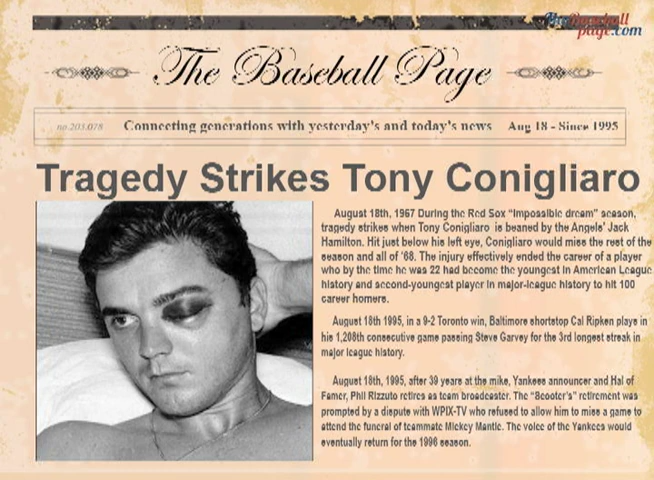 The Baseball
page.com
The Baseball Page
no.203.078 Connecting generations with yesterday's and today's news Aug 18 - Since 1995
Tragedy Strikes Tony Conigliaro
August 18th, 1967 During the Red Sox "Impossible dream" season,
tragedy strikes when Tony Conigliaro is beaned by the Angels' Jack
Hamilton. Hit just below his left eye, Conigliaro would miss the rest of the
season and all of '68. The injury effectively ended the career of a player
who by the time he was 22 had become the youngest in American League
history and second-youngest player in major-league history to hit 100
career homers.
August 18th 1995, in a 9-2 Toronto win, Baltimore shortstop Cal Ripken plays in
his 1,208th consecutive game passing Steve Garvey for the 3rd longest streak in
major league history.
August 18th, 1995, after 39 years at the mike, Yankees announcer and Hal of
Famer, Phil Rizzuto retires as team broadcaster. The "Scooter's" retirement was
prompted by a dispute with WPIX-TV who refused to allow him to miss a game to
attend the funeral of teammate Mickey Mantle. The voice of the Yankees would
eventually return for the 1996 season.